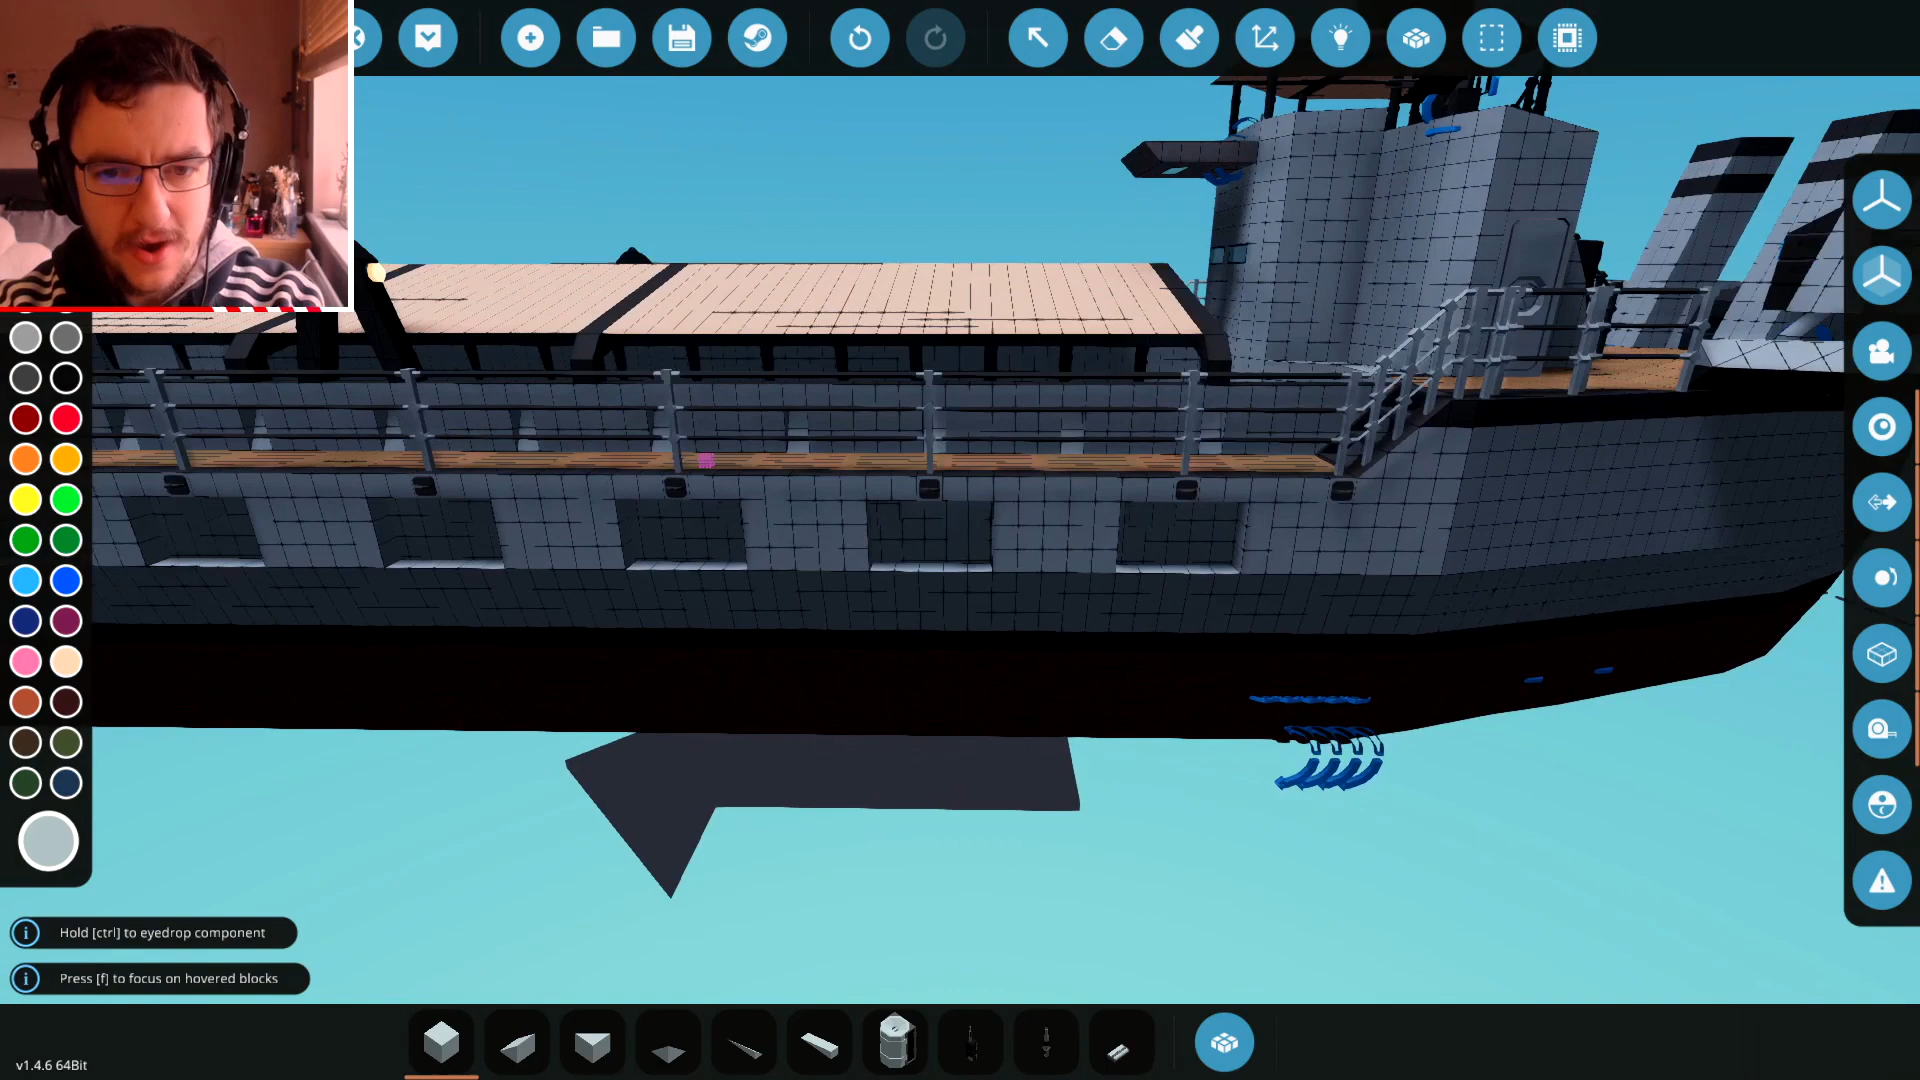 Hold [ctrl] to eyedrop component
Press [f] to focus on hovered blocks
v1.4.6 64Bit